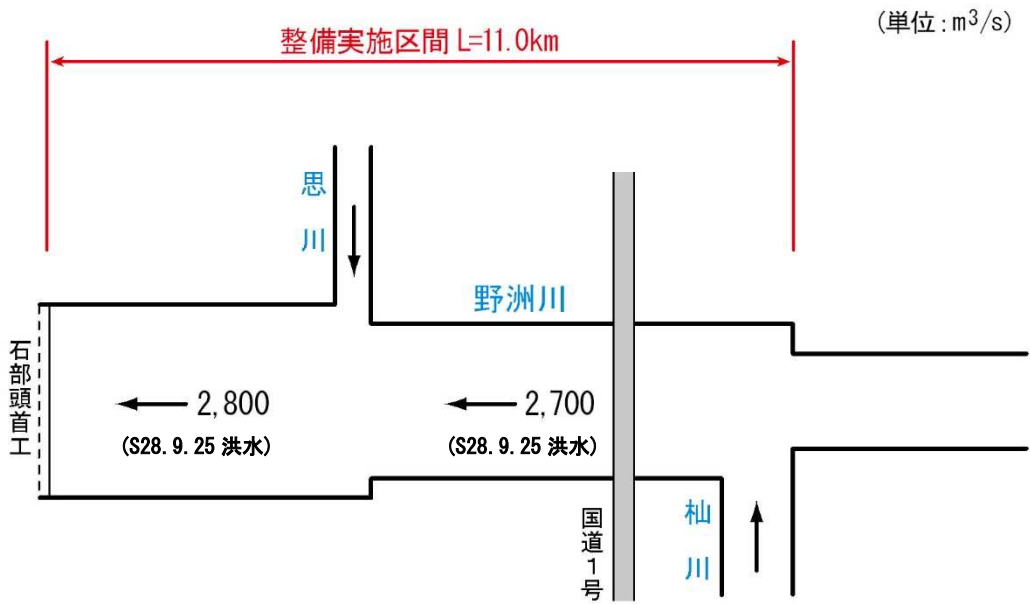 (単位:m³/s)
整備実施区間 L=11.0km
思川
野洲川
石部頭首工
2,800
(S28.9.25 洪水)
2,700
(S28.9.25 洪水)
国道1号
杣川